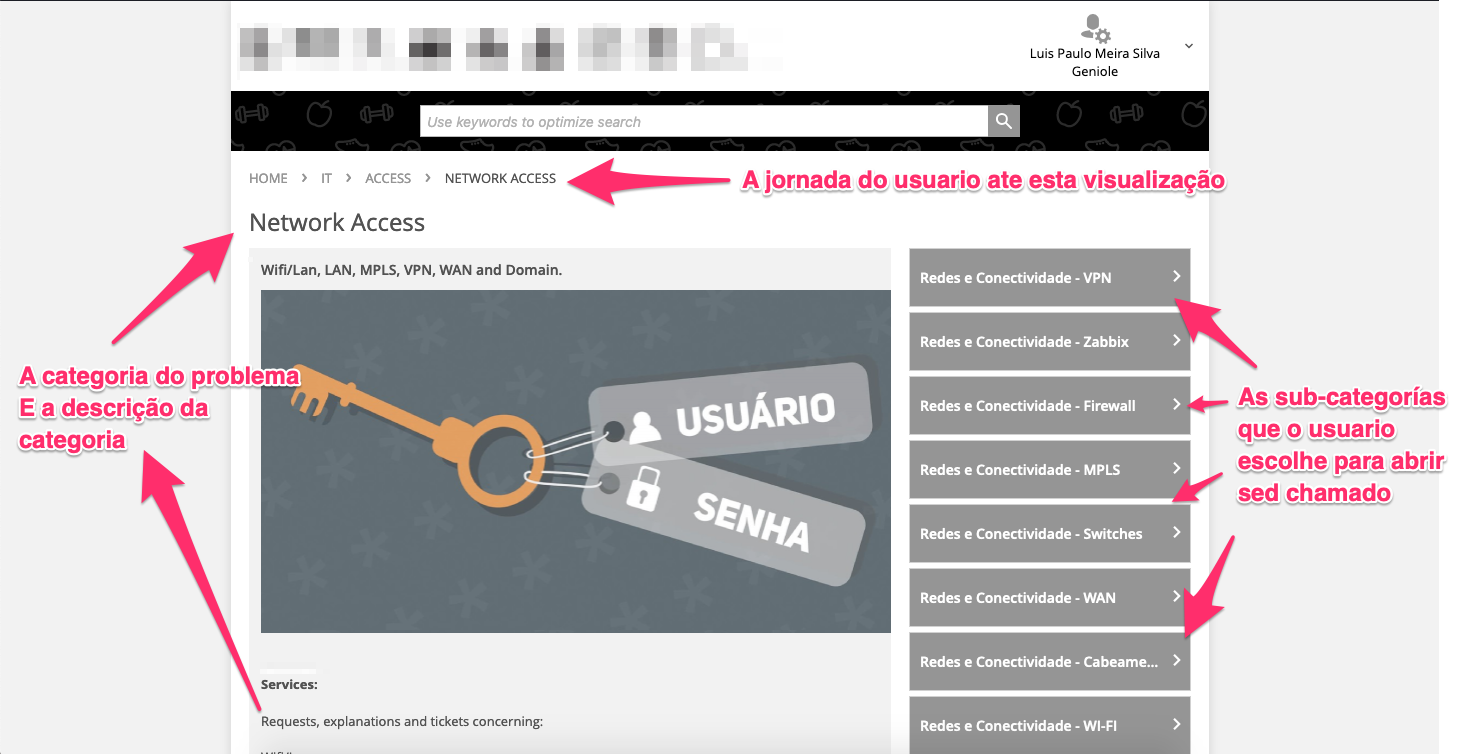 Luis Paulo Meira Silva
Geniole
Use keywords to optimize search
HOME > IT > ACCESS > NETWORK ACCESS
A jornada do usuario ate esta visualização
Network Access
Wifi/Lan, LAN, MPLS, VPN, WAN and Domain.
USUÁRIO
SENHA
Services:
Requests, explanations and tickets concerning:
A categoria do problema
E a descrição da
categoria
Redes e Conectividade - VPN
Redes e Conectividade - Zabbix
Redes e Conectividade - Firewall
Redes e Conectividade - MPLS
Redes e Conectividade - Switches
Redes e Conectividade - WAN
Redes e Conectividade - Cabeame...
Redes e Conectividade - WI-FI
As sub-categorías
que o usuario
escolhe para abrir
sed chamado